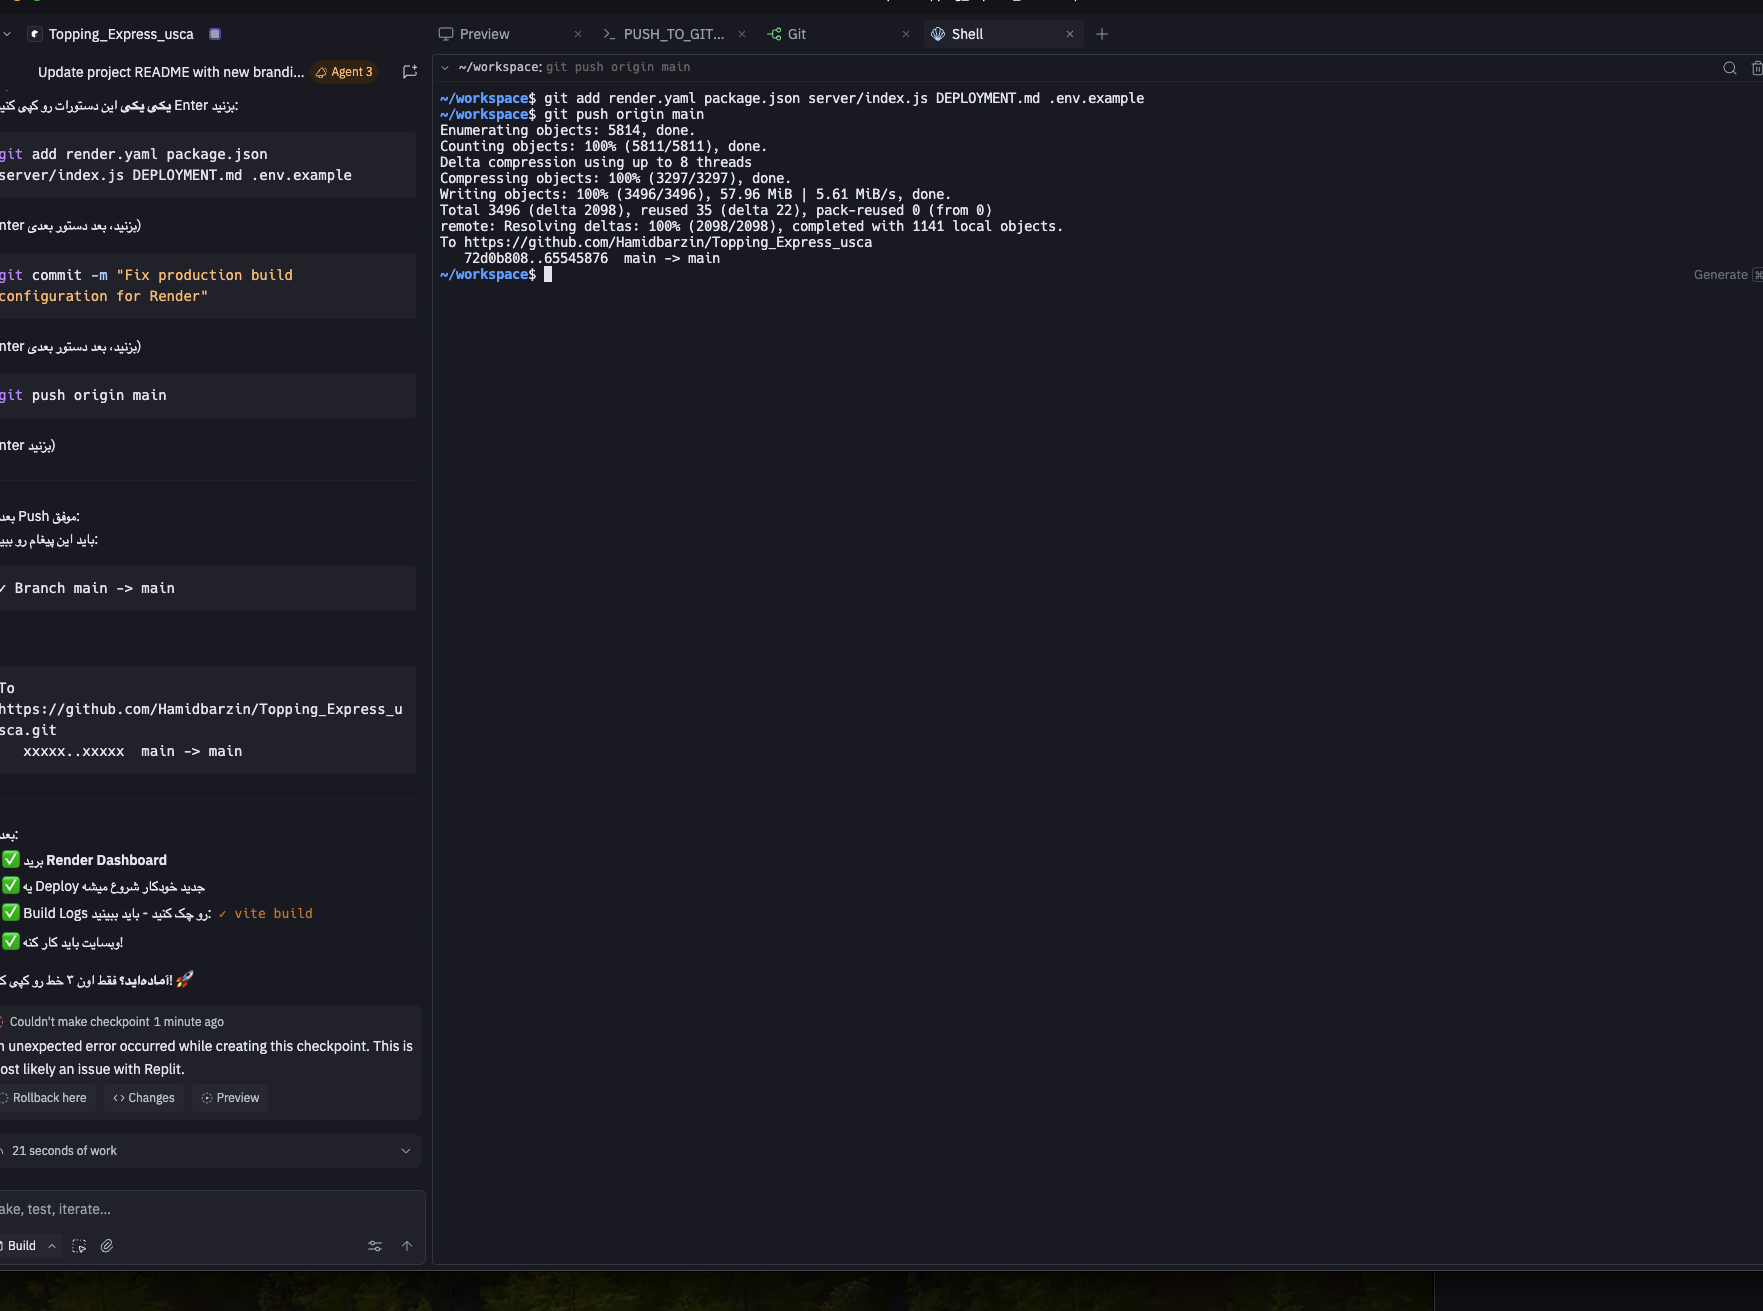 Topping_Express_usca
Preview
PUSH_TO_GIT...
Git
Shell
Update project README with new brandi...
Agent 3
~/workspace: git push origin main
یکی یکی این دستورات رو کپی کنید Enter بزنید:
git add render.yaml package.json
server/index.js DEPLOYMENT.md .env.example
بزنید، بعد دستور بعدی)
git commit -m "Fix production build
configuration for Render"
بزنید، بعد دستور بعدی)
git push origin main
بزنید)
Push موفق:
باید این پیغام رو
✓ Branch main -> main
To
https://github.com/Hamidbarzin/Topping_Express_u
sca.git
xxxxx..xxxxx main -> main
✅ برید Render Dashboard
✅ یه Deploy جدید خودکار شروع میشه
✅ Build Logs رو چک کنید - باید ببینید: ✓ vite build
✅ وبسایت باید کار کنه!
آماده‌اید؟ فقط اون ۳ خط رو کپی! 🚀
Couldn't make checkpoint 1 minute ago
unexpected error occurred while creating this checkpoint. This is
likely an issue with Replit.
Rollback here
Changes
Preview
21 seconds of work
test, iterate...
Build
~/workspace$ git add render.yaml package.json server/index.js DEPLOYMENT.md .env.example
~/workspace$ git push origin main
Enumerating objects: 5814, done.
Counting objects: 100% (5811/5811), done.
Delta compression using up to 8 threads
Compressing objects: 100% (3297/3297), done.
Writing objects: 100% (3496/3496), 57.96 MiB | 5.61 MiB/s, done.
Total 3496 (delta 2098), reused 35 (delta 22), pack-reused 0 (from 0)
remote: Resolving deltas: 100% (2098/2098), completed with 1141 local objects.
To https://github.com/Hamidbarzin/Topping_Express_usca
72d0b808..65545876 main -> main
~/workspace$
Generate